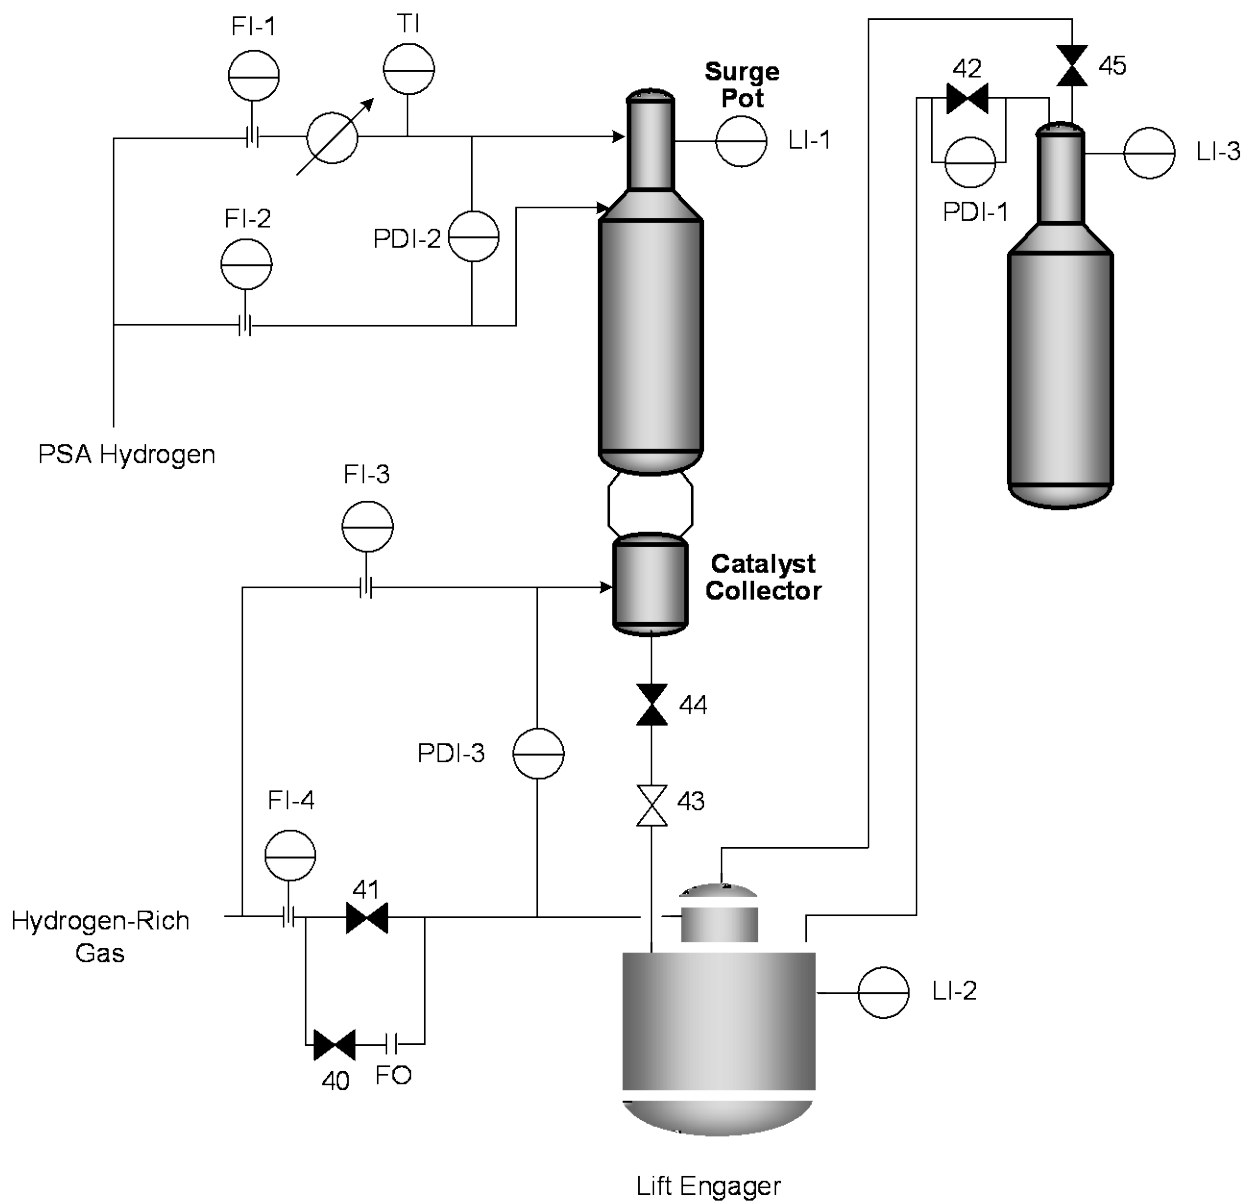 FI-1
TI
Surge
Pot
42
45
LI-1
LI-3
PDI-1
FI-2
PDI-2
PSA Hydrogen
FI-3
Catalyst
Collector
44
PDI-3
43
FI-4
41
Hydrogen-Rich
Gas
LI-2
40
FO
Lift Engager